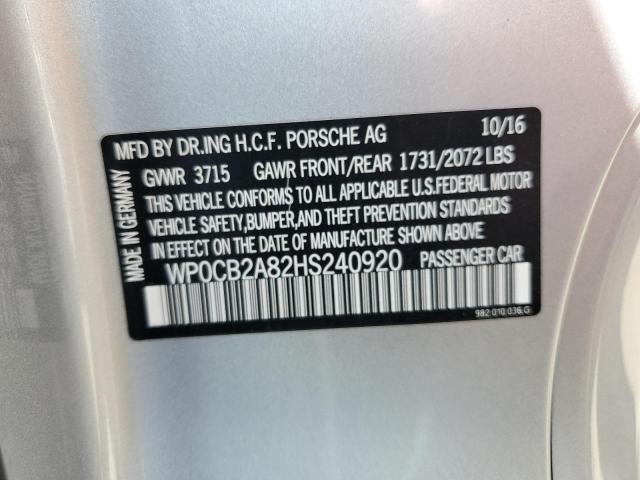 MFD BY DR.ING H.C.F. PORSCHE AG 10/16
GVWR 3715 GAWR FRONT/REAR 1731/2072 LBS
THIS VEHICLE CONFORMS TO ALL APPLICABLE U.S.FEDERAL MOTOR
VEHICLE SAFETY,BUMPER,AND THEFT PREVENTION STANDARDS
IN EFFECT ON THE DATE OF MANUFACTURE SHOWN ABOVE
WP0CB2A82HS240920 PASSENGER CAR
MADE IN GERMANY
982.010.036.G